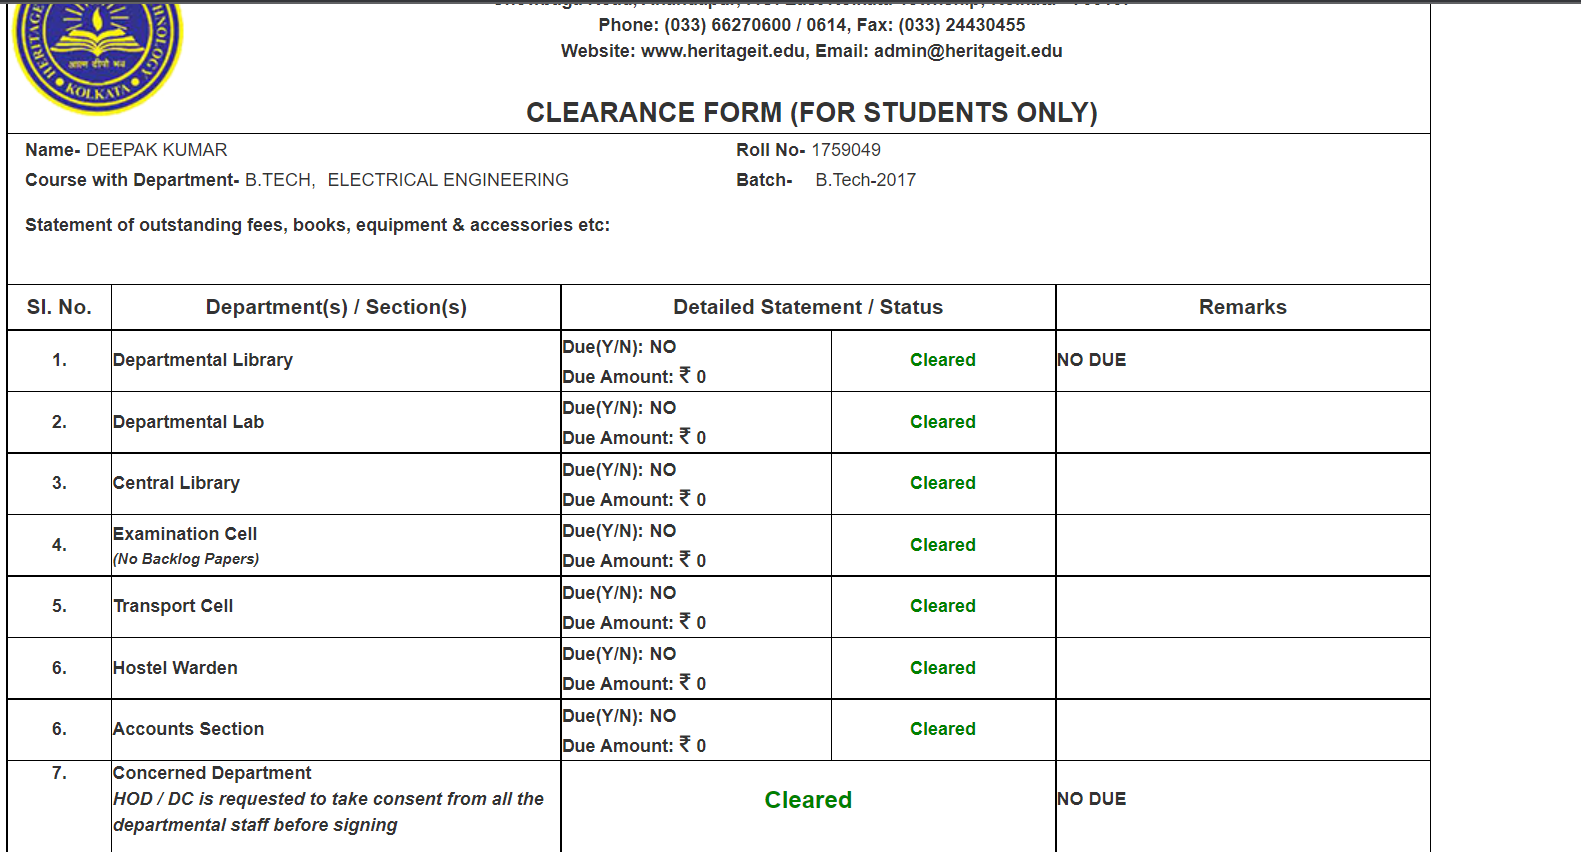 Phone: (033) 66270600 / 0614, Fax: (033) 24430455
Website: www.heritageit.edu, Email: admin@heritageit.edu
HERITAGE
KOLKATA
CLEARANCE FORM (FOR STUDENTS ONLY)
Name- DEEPAK KUMAR Roll No- 1759049
Course with Department- B.TECH, ELECTRICAL ENGINEERING Batch- B.Tech-2017
Statement of outstanding fees, books, equipment & accessories etc:
Sl. No. Department(s) / Section(s) Detailed Statement / Status Remarks
1. Departmental Library Due(Y/N): NO Cleared NO DUE
Due Amount: ₹ 0
2. Departmental Lab Due(Y/N): NO Cleared
Due Amount: ₹ 0
3. Central Library Due(Y/N): NO Cleared
Due Amount: ₹ 0
4. Examination Cell Due(Y/N): NO Cleared
(No Backlog Papers) Due Amount: ₹ 0
5. Transport Cell Due(Y/N): NO Cleared
Due Amount: ₹ 0
6. Hostel Warden Due(Y/N): NO Cleared
Due Amount: ₹ 0
6. Accounts Section Due(Y/N): NO Cleared
Due Amount: ₹ 0
7. Concerned Department
HOD / DC is requested to take consent from all the Cleared NO DUE
departmental staff before signing